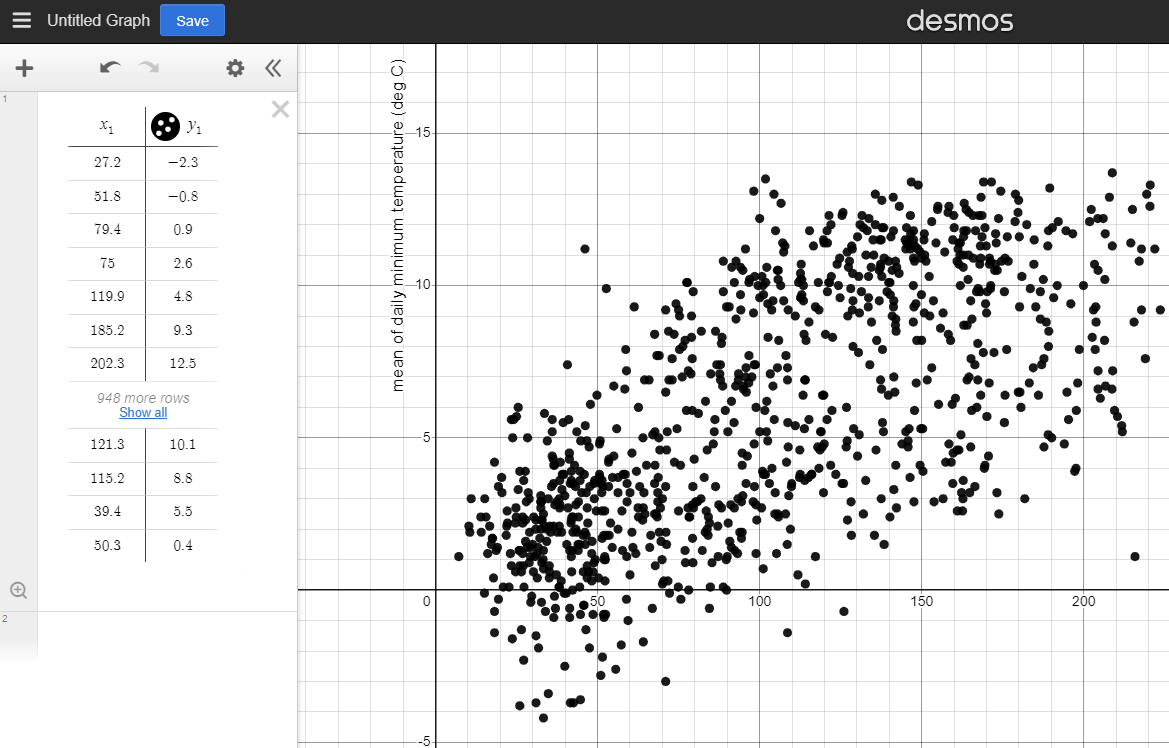 Untitled Graph Save desmos
1
x₁ y₁
27.2 −2.3
51.8 −0.8
79.4 0.9
75 2.6
119.9 4.8
185.2 9.3
202.3 12.5
948 more rows
Show all
121.3 10.1
115.2 8.8
39.4 5.5
50.3 0.4
2
mean of daily minimum temperature (deg C)
15
10
5
0 50 100 150 200
-5